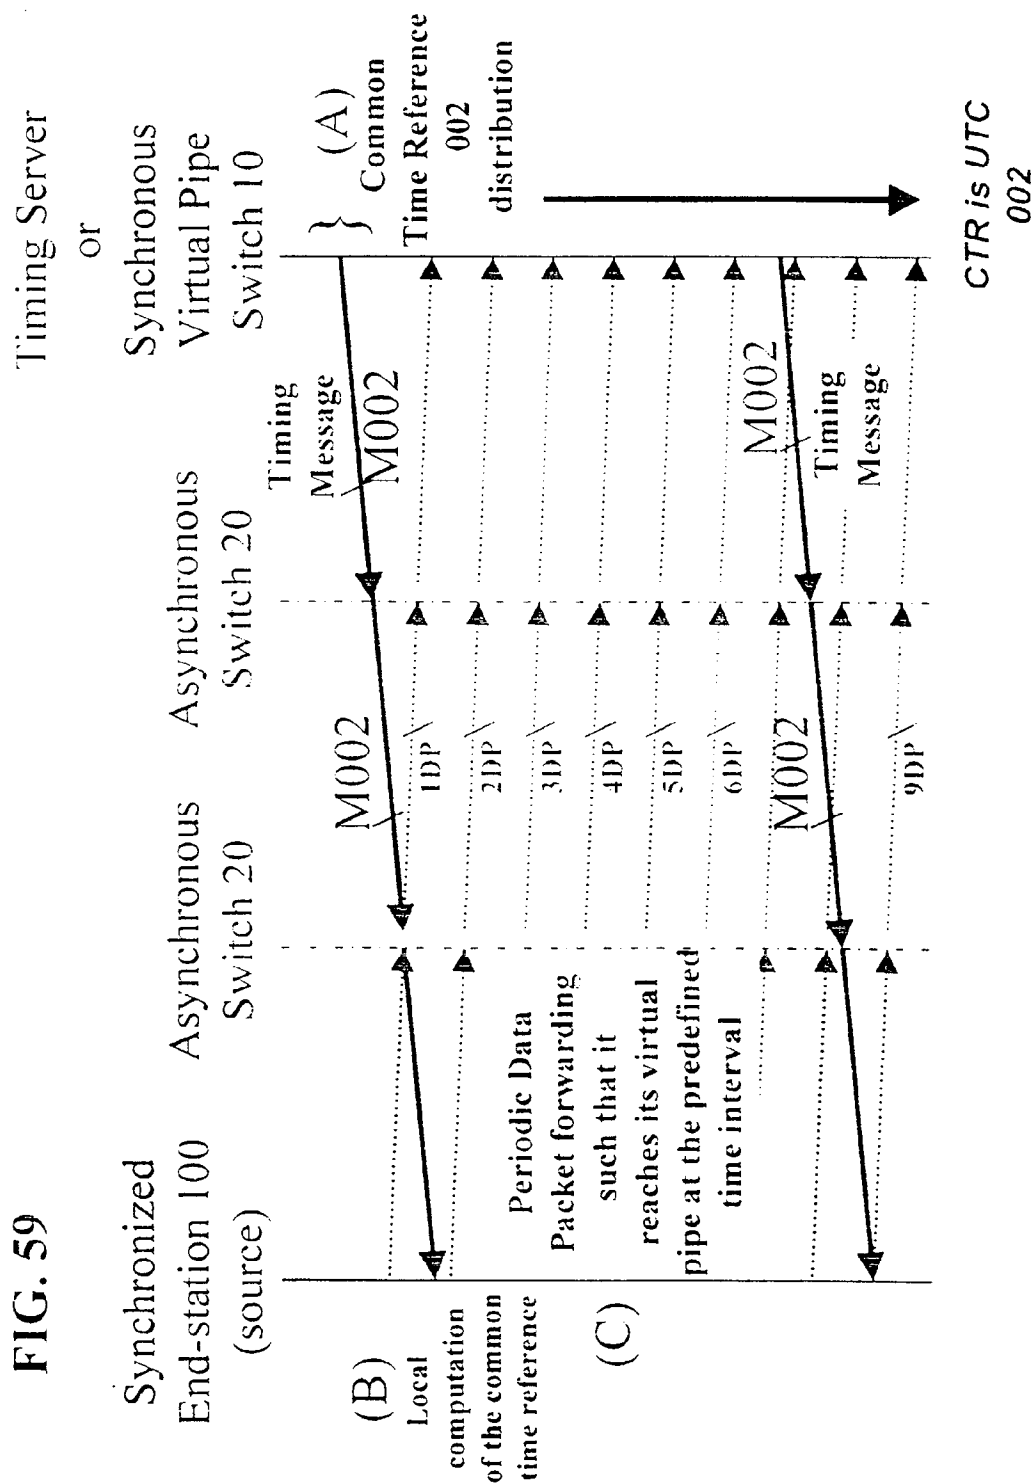 FIG. 59
Synchronized
End-station 100
(source)
Asynchronous
Switch 20
Asynchronous
Switch 20
Timing Server
or
Synchronous
Virtual Pipe
Switch 10
(B)
Local
computation
of the common
time reference
(C)
M002
Timing
Message
M002
} (A)
Common
Time Reference
002
distribution
1DP
2DP
3DP
4DP
5DP
6DP
Periodic Data
Packet forwarding
such that it
reaches its virtual
pipe at the predefined
time interval
M002
M002
Timing
Message
9DP
CTR is UTC
002